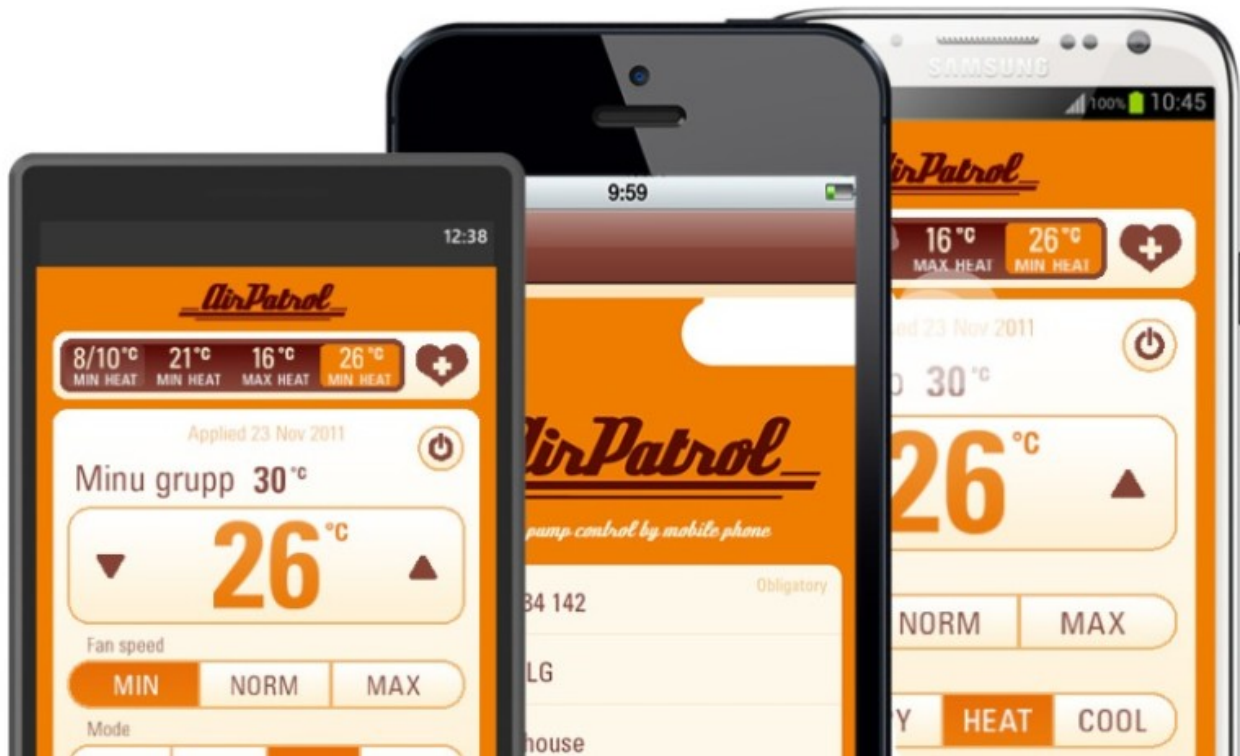 12:38
AirPatrol
8/10°C 21°C 16°C 26°C
MIN HEAT MIN HEAT MAX HEAT MIN HEAT
Applied 23 Nov 2011
Minu grupp 30°C
26°C
Fan speed
MIN NORM MAX
Mode
9:59
AirPatrol
pump control by mobile phone
Obligatory
34 142
LG
house
SAMSUNG
100% 10:45
AirPatrol
16°C 26°C
MAX HEAT MIN HEAT
23 Nov 2011
30°C
26°C
NORM MAX
HEAT COOL